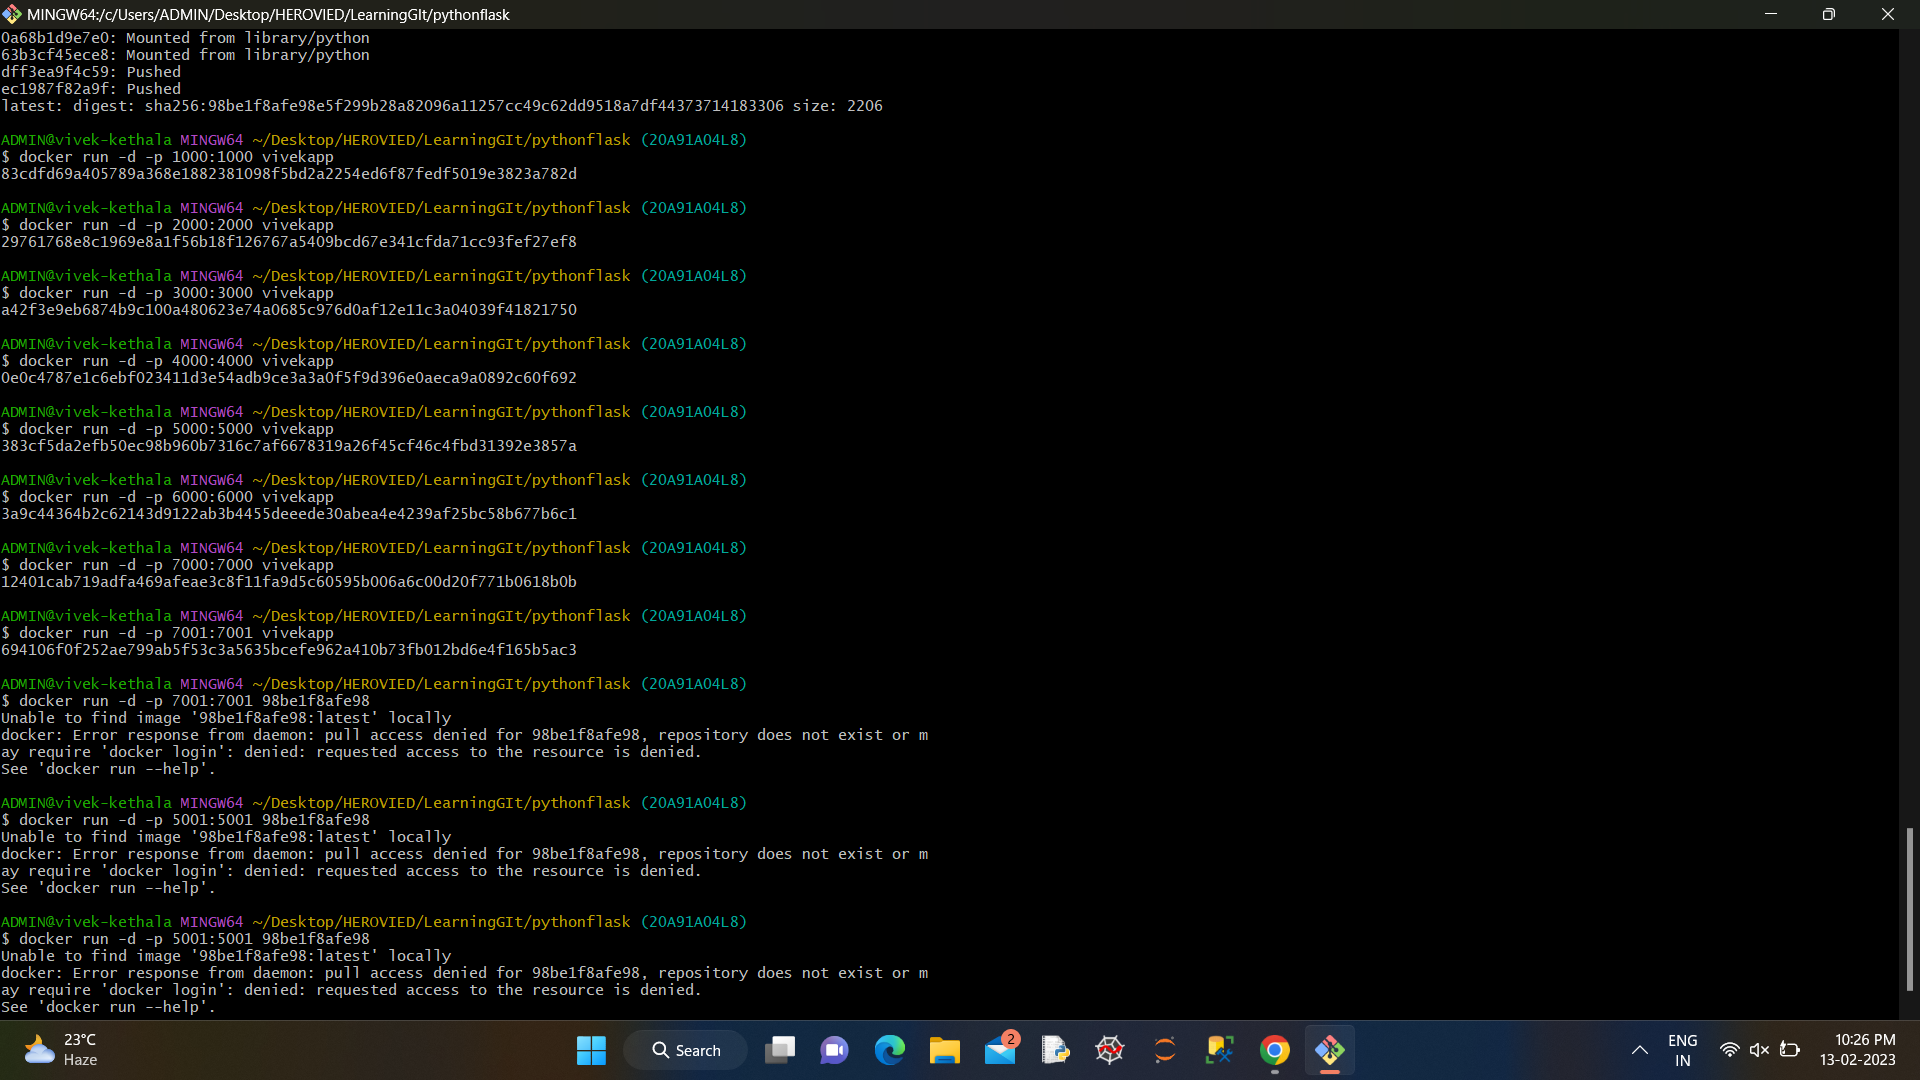 MINGW64:/c/Users/ADMIN/Desktop/HEROVIED/LearningGIt/pythonflask
0a68b1d9e7e0: Mounted from library/python
63b3cf45ece8: Mounted from library/python
dff3ea9f4c59: Pushed
ec1987f82a9f: Pushed
latest: digest: sha256:98be1f8afe98e5f299b28a82096a11257cc49c62dd9518a7df44373714183306 size: 2206
ADMIN@vivek-kethala MINGW64 ~/Desktop/HEROVIED/LearningGIt/pythonflask (20A91A04L8)
$ docker run -d -p 1000:1000 vivekapp
83cdfd69a405789a368e1882381098f5bd2a2254ed6f87fedf5019e3823a782d
ADMIN@vivek-kethala MINGW64 ~/Desktop/HEROVIED/LearningGIt/pythonflask (20A91A04L8)
$ docker run -d -p 2000:2000 vivekapp
29761768e8c1969e8a1f56b18f126767a5409bcd67e341cfda71cc93fef27ef8
ADMIN@vivek-kethala MINGW64 ~/Desktop/HEROVIED/LearningGIt/pythonflask (20A91A04L8)
$ docker run -d -p 3000:3000 vivekapp
a42f3e9eb6874b9c100a480623e74a0685c976d0af12e11c3a04039f41821750
ADMIN@vivek-kethala MINGW64 ~/Desktop/HEROVIED/LearningGIt/pythonflask (20A91A04L8)
$ docker run -d -p 4000:4000 vivekapp
0e0c4787e1c6ebf023411d3e54adb9ce3a3a0f5f9d396e0aeca9a0892c60f692
ADMIN@vivek-kethala MINGW64 ~/Desktop/HEROVIED/LearningGIt/pythonflask (20A91A04L8)
$ docker run -d -p 5000:5000 vivekapp
383cf5da2efb50ec98b960b7316c7af6678319a26f45cf46c4fbd31392e3857a
ADMIN@vivek-kethala MINGW64 ~/Desktop/HEROVIED/LearningGIt/pythonflask (20A91A04L8)
$ docker run -d -p 6000:6000 vivekapp
3a9c44364b2c62143d9122ab3b4455deeede30abea4e4239af25bc58b677b6c1
ADMIN@vivek-kethala MINGW64 ~/Desktop/HEROVIED/LearningGIt/pythonflask (20A91A04L8)
$ docker run -d -p 7000:7000 vivekapp
12401cab719adfa469afeae3c8f11fa9d5c60595b006a6c00d20f771b0618b0b
ADMIN@vivek-kethala MINGW64 ~/Desktop/HEROVIED/LearningGIt/pythonflask (20A91A04L8)
$ docker run -d -p 7001:7001 vivekapp
694106f0f252ae799ab5f53c3a5635bcefe962a410b73fb012bd6e4f165b5ac3
ADMIN@vivek-kethala MINGW64 ~/Desktop/HEROVIED/LearningGIt/pythonflask (20A91A04L8)
$ docker run -d -p 7001:7001 98be1f8afe98
Unable to find image '98be1f8afe98:latest' locally
docker: Error response from daemon: pull access denied for 98be1f8afe98, repository does not exist or m
ay require 'docker login': denied: requested access to the resource is denied.
See 'docker run --help'.
ADMIN@vivek-kethala MINGW64 ~/Desktop/HEROVIED/LearningGIt/pythonflask (20A91A04L8)
$ docker run -d -p 5001:5001 98be1f8afe98
Unable to find image '98be1f8afe98:latest' locally
docker: Error response from daemon: pull access denied for 98be1f8afe98, repository does not exist or m
ay require 'docker login': denied: requested access to the resource is denied.
See 'docker run --help'.
ADMIN@vivek-kethala MINGW64 ~/Desktop/HEROVIED/LearningGIt/pythonflask (20A91A04L8)
$ docker run -d -p 5001:5001 98be1f8afe98
Unable to find image '98be1f8afe98:latest' locally
docker: Error response from daemon: pull access denied for 98be1f8afe98, repository does not exist or m
ay require 'docker login': denied: requested access to the resource is denied.
See 'docker run --help'.
23°C
Haze
Search
2
ENG
IN
10:26 PM
13-02-2023